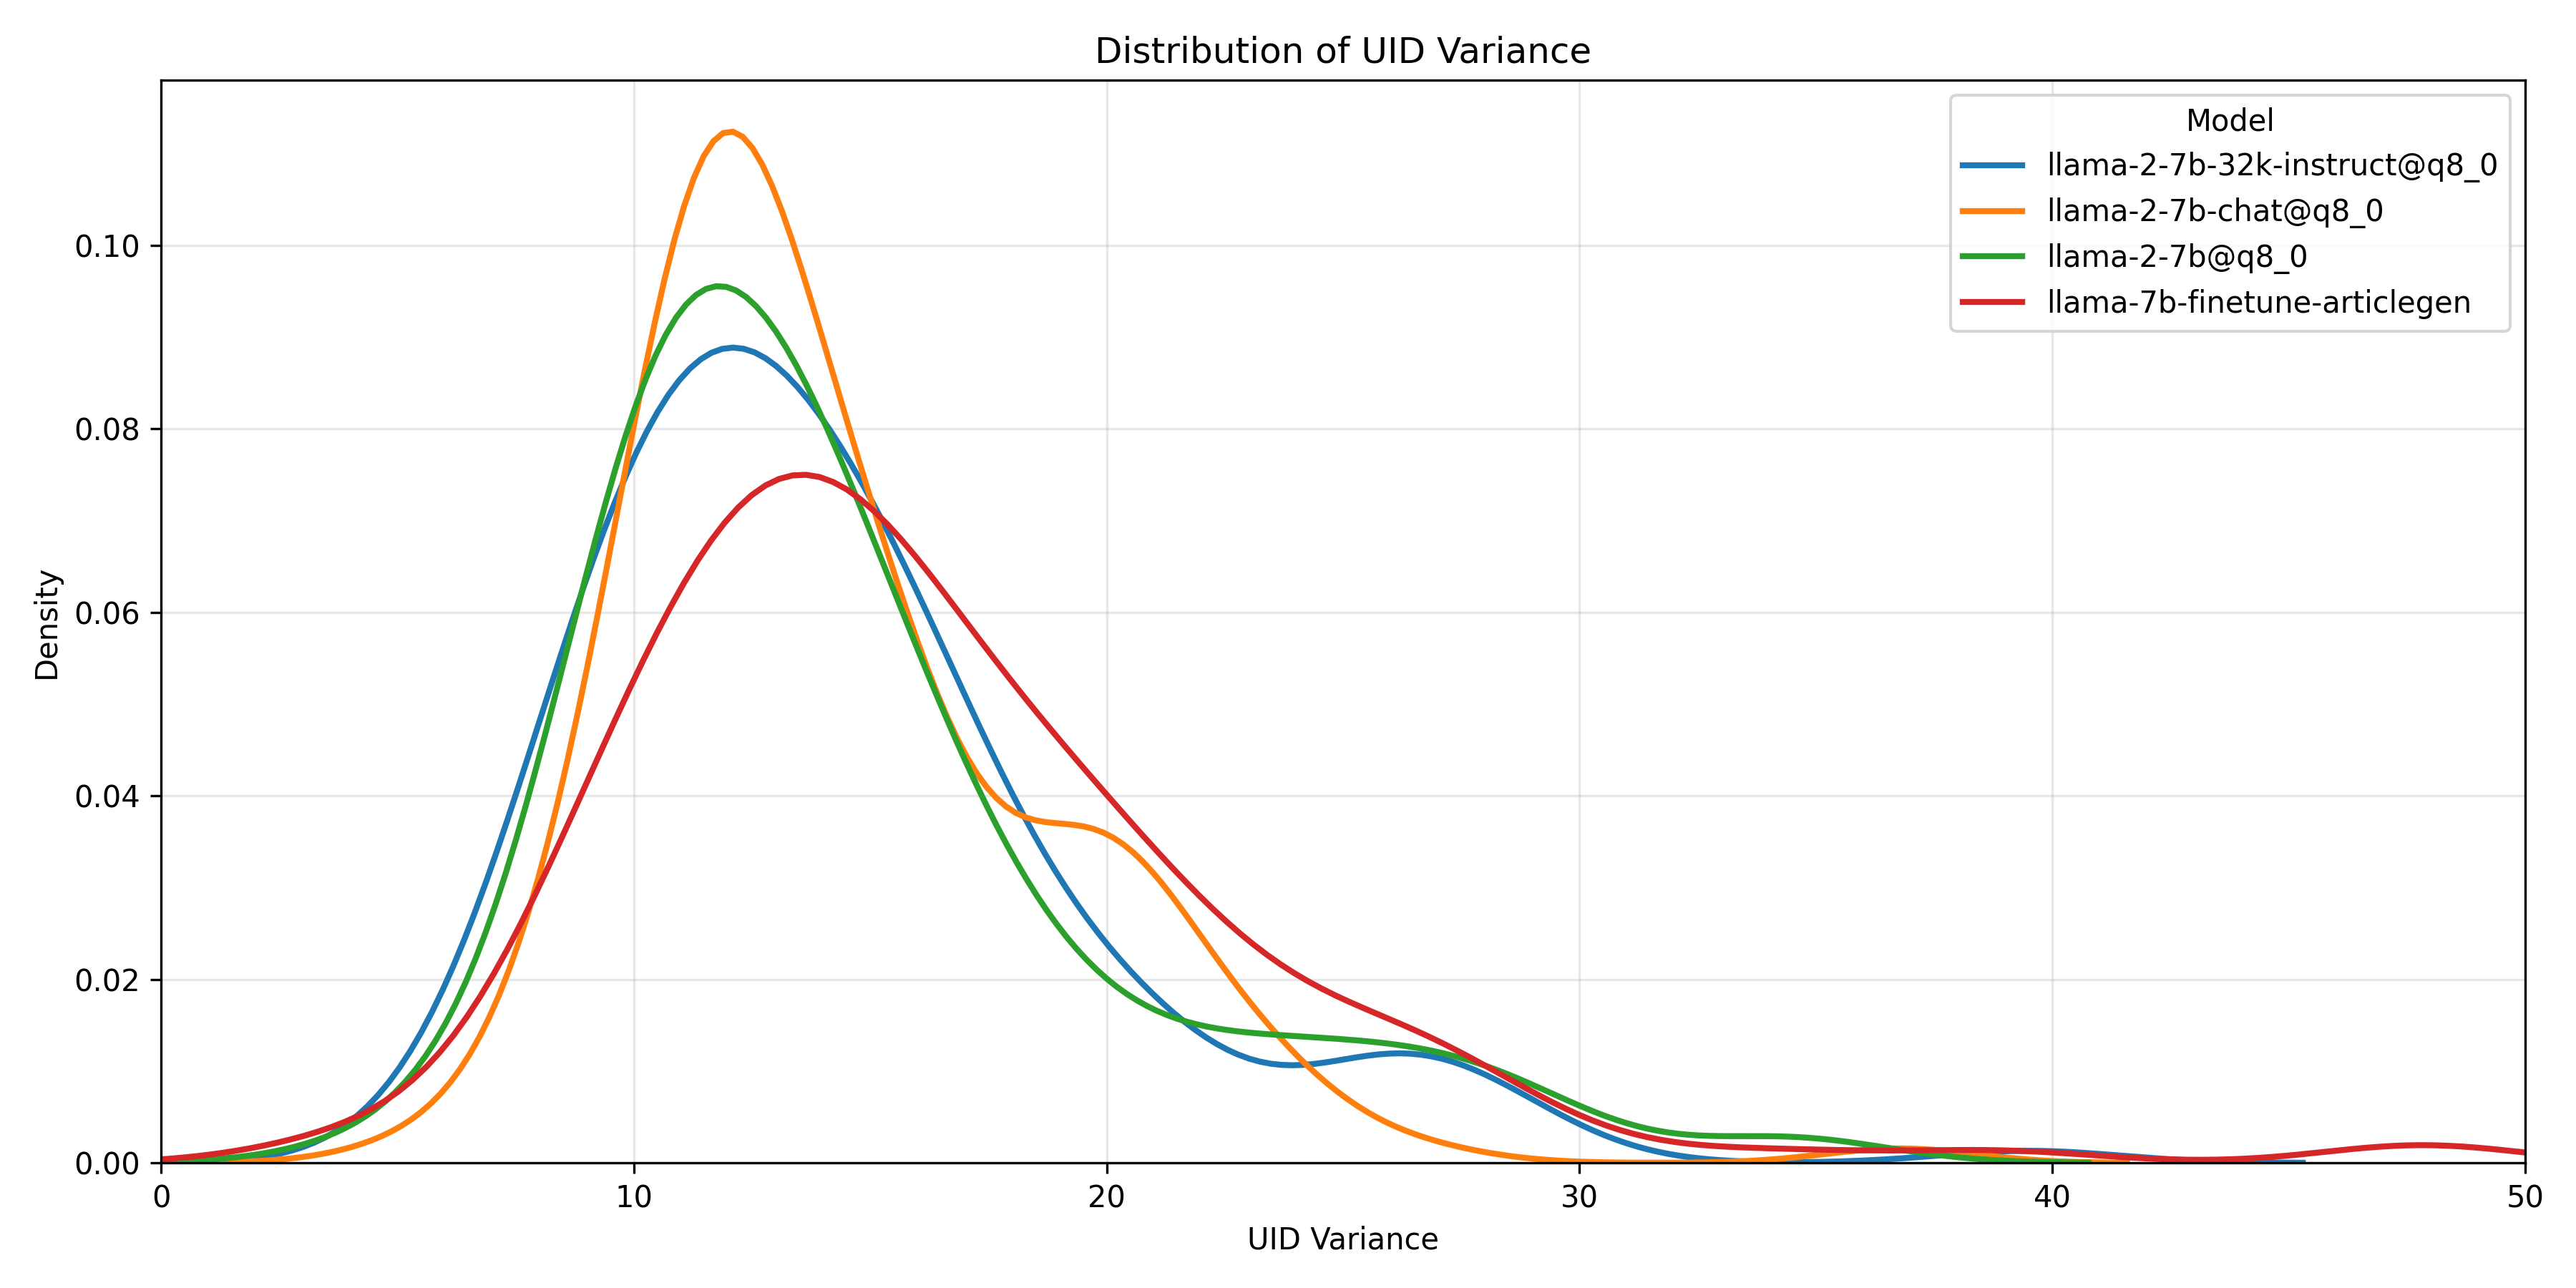 Distribution of UID Variance
Model
llama-2-7b-32k-instruct@q8_0
llama-2-7b-chat@q8_0
llama-2-7b@q8_0
llama-7b-finetune-articlegen
Density
0.10
0.08
0.06
0.04
0.02
0.00
0 10 20 30 40 50
UID Variance